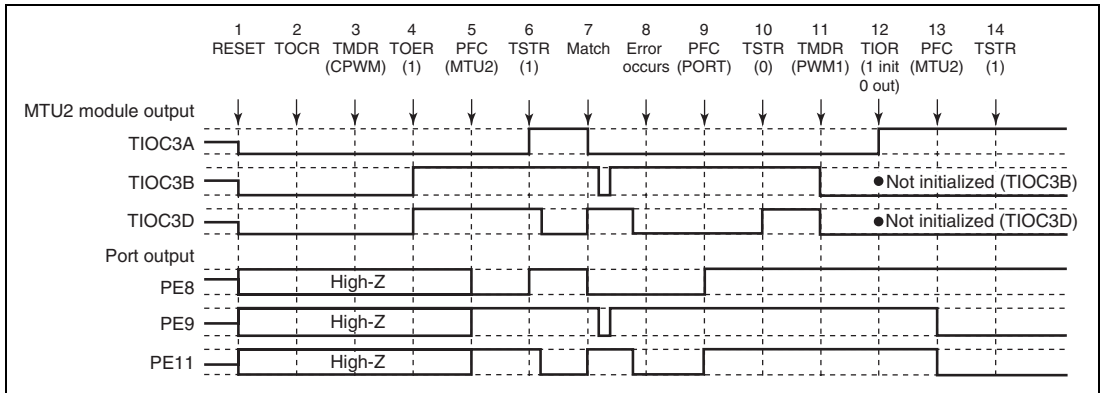 1 2 3 4 5 6 7 8 9 10 11 12 13 14
RESET TOCR TMDR TOER PFC TSTR Match Error PFC TSTR TMDR TIOR PFC TSTR
(CPWM) (1) (MTU2) (1) occurs (PORT) (0) (PWM1) (1 init (MTU2) (1)
0 out)
MTU2 module output
TIOC3A
TIOC3B ●Not initialized (TIOC3B)
TIOC3D ●Not initialized (TIOC3D)
Port output
PE8 High-Z
PE9 High-Z
PE11 High-Z